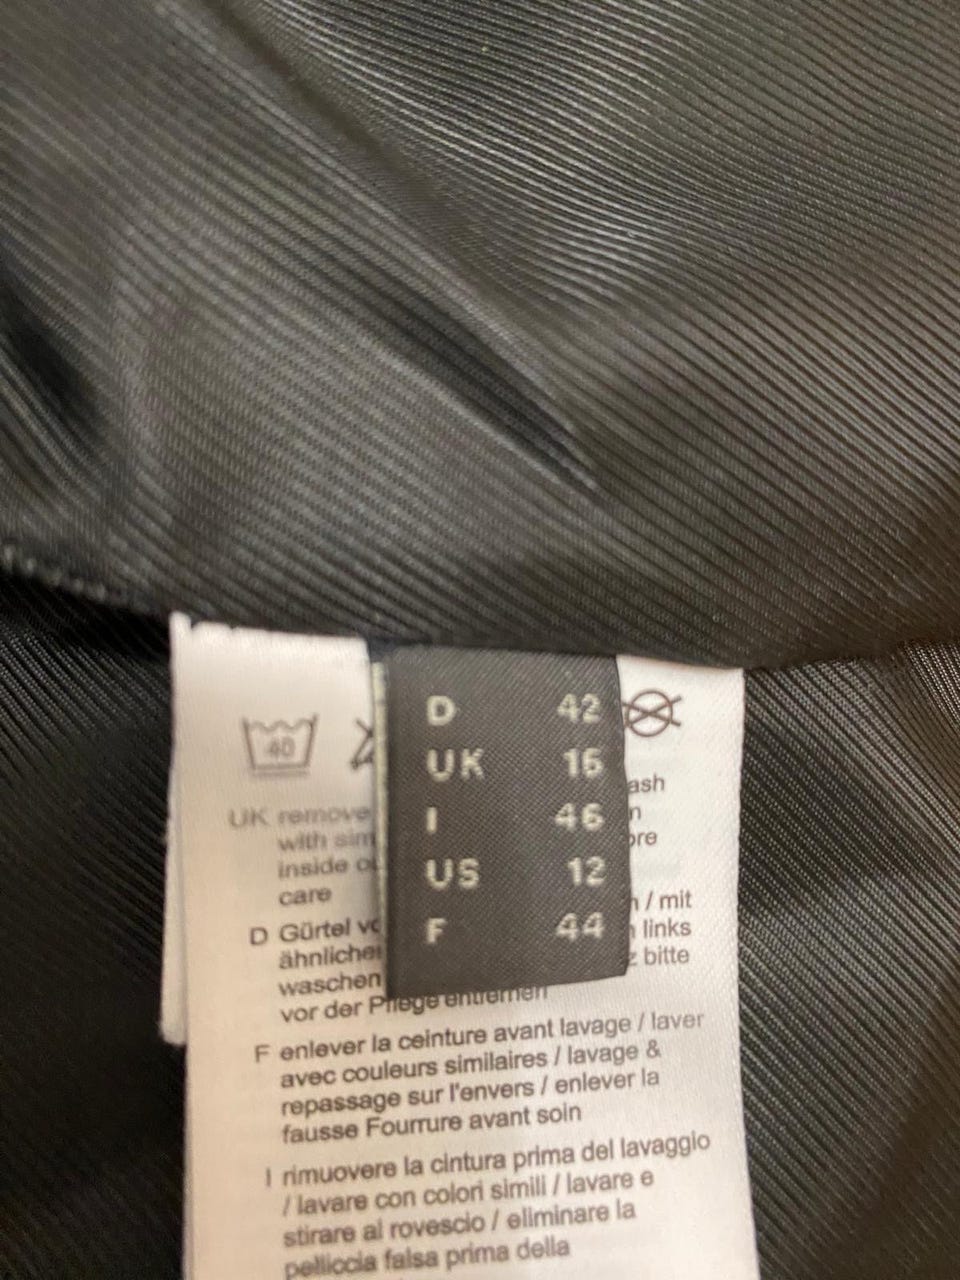 D 42
UK 16
I 46
US 12
F 44
40
UK remove
with sim
inside o
care
ash
n
ore
D Gürtel vo
ähnliche
waschen
vor der Pflege entfernen
/ mit
links
bitte
F enlever la ceinture avant lavage / laver
avec couleurs similaires / lavage &
repassage sur l'envers / enlever la
fausse Fourrure avant soin
I rimuovere la cintura prima del lavaggio
/ lavare con colori simili / lavare e
stirare al rovescio / eliminare la
pelliccia falsa prima della